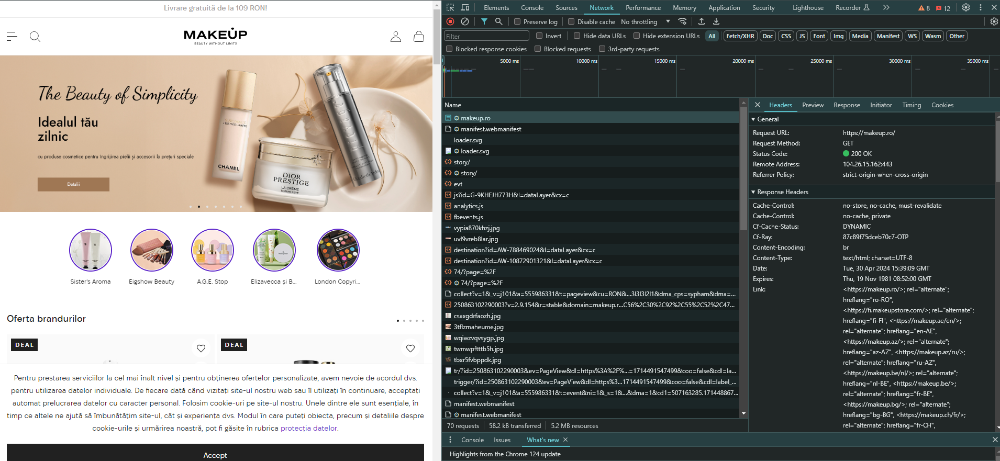 Livrare gratuită de la 109 RON!
MAKEUP
BEAUTY WITHOUT LIMITS
The Beauty of Simplicity
Idealul tău
zilnic
cu produse cosmetice pentru îngrijirea pielii și accesorii la prețuri speciale
Detalii
CHANEL
DIOR
PRESTIGE
LA CRÈME
Sister's Aroma
Eigshow Beauty
A.G.E. Stop
Elizavecca și B...
London Copyri...
Oferta brandurilor
DEAL
DEAL
Pentru prestarea serviciilor la cel mai înalt nivel și pentru obținerea ofertelor personalizate, avem nevoie de acordul dvs.
pentru utilizarea datelor individuale. De fiecare dată când vizitați site-ul nostru web sau îl utilizați în continuare, acceptați
automat prelucrarea datelor cu caracter personal. Folosim cookie-uri pe site-ul nostru. Unele dintre ele sunt esențiale, în
timp ce altele ne ajută să îmbunătățim site-ul, cât și experiența dvs. Modul în care puteți obiecta, precum și detaliile despre
cookie-urile și urmărirea noastră, pot fi găsite în rubrica protecția datelor.
Accept
Elements Console Sources Network Performance Memory Application Security Lighthouse Recorder 8 12
Preserve log Disable cache No throttling
Filter Invert Hide data URLs Hide extension URLs All Fetch/XHR Doc CSS JS Font Img Media Manifest WS Wasm Other
Blocked response cookies Blocked requests 3rd-party requests
5000 ms 10000 ms 15000 ms 20000 ms 25000 ms 30000 ms 35000 ms
Name
makeup.ro
manifest.webmanifest
loader.svg
loader.svg
story/
story/
evt
js?id=G-9KHEJH773H&l=dataLayer&cx=c
analytics.js
fbevents.js
vypia870khzj.jpg
uvl9vreb8lar.jpg
destination?id=AW-788469024&l=dataLayer&cx=c
destination?id=AW-10872901321&l=dataLayer&cx=c
74/?page=%2F
74/?page=%2F
collect?v=1&_v=j101&a=555986331&t=pageview&cu=RON&...3l3l3l2l1&dma_cps=sypham&dma=...
250863102290003?v=2.9.154&r=stable&domain=makeup.r...C56%2C30%2C92%2C55%2C52%2C47...
csaxgdrfaozh.jpg
3tflzmaheume.jpg
wqiwzvqvsygp.jpg
twmwpftttb5h.jpg
tbxr5fvbppdk.jpg
tr/?id=250863102290003&ev=PageView&dl=https%3A%2F%...=1714491547499&coo=false&cdl=la...
trigger/?id=250863102290003&ev=PageView&dl=https%3...1714491547499&coo=false&cdl=label_...
collect?v=1&_v=j101&a=555986331&t=event&ni=1&_s=1&...&dma=1&cd1=507163285.171448867...
manifest.webmanifest
manifest.webmanifest
70 requests 58.2 kB transferred 5.2 MB resources
Headers Preview Response Initiator Timing Cookies
General
Request URL: https://makeup.ro/
Request Method: GET
Status Code: 200 OK
Remote Address: 104.26.15.162:443
Referrer Policy: strict-origin-when-cross-origin
Response Headers
Cache-Control: no-store, no-cache, must-revalidate
Cache-Control: no-cache, private
Cf-Cache-Status: DYNAMIC
Cf-Ray: 87c89f75dceb70c7-OTP
Content-Encoding: br
Content-Type: text/html; charset=UTF-8
Date: Tue, 30 Apr 2024 15:39:09 GMT
Expires: Thu, 19 Nov 1981 08:52:00 GMT
Link: <https://makeup.ro/>; rel="alternate";
hreflang="ro-RO",
<https://fi.makeupstore.com/>; rel="alternate";
hreflang="fi-FI", <https://makeup.ae/en/>;
rel="alternate"; hreflang="en-AE",
<https://makeup.az/>; rel="alternate";
hreflang="az-AZ", <https://makeup.az/ru/>;
rel="alternate"; hreflang="ru-AZ",
<https://makeup.be/nl/>; rel="alternate";
hreflang="nl-BE", <https://makeup.be/>;
rel="alternate"; hreflang="fr-BE",
<https://makeup.bg/>; rel="alternate";
hreflang="bg-BG", <https://makeup.ch/fr/>;
rel="alternate"; hreflang="fr-CH",
Console Issues What's new
Highlights from the Chrome 124 update